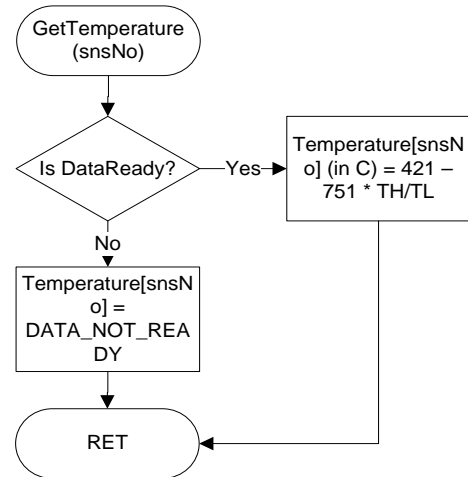 GetTemperature
(snsNo)
Is DataReady?
Yes
Temperature[snsN
o] (in C) = 421 –
751 * TH/TL
No
Temperature[snsN
o] =
DATA_NOT_REA
DY
RET